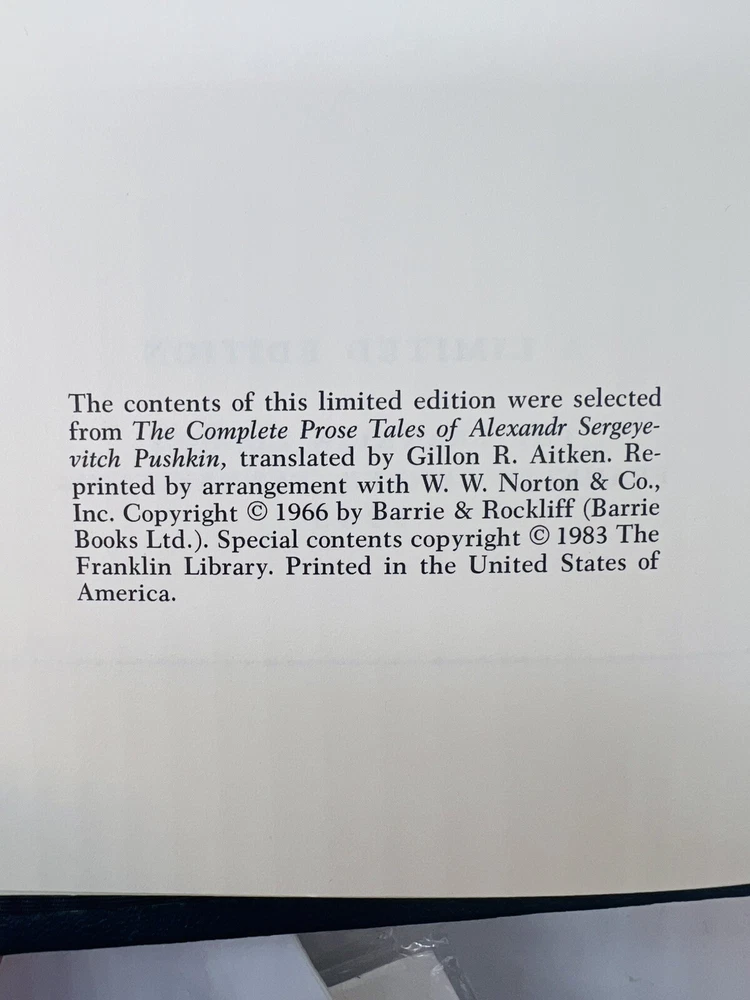 The contents of this limited edition were selected
from The Complete Prose Tales of Alexandr Sergeye-
vitch Pushkin, translated by Gillon R. Aitken. Re-
printed by arrangement with W. W. Norton & Co.,
Inc. Copyright © 1966 by Barrie & Rockliff (Barrie
Books Ltd.). Special contents copyright © 1983 The
Franklin Library. Printed in the United States of
America.